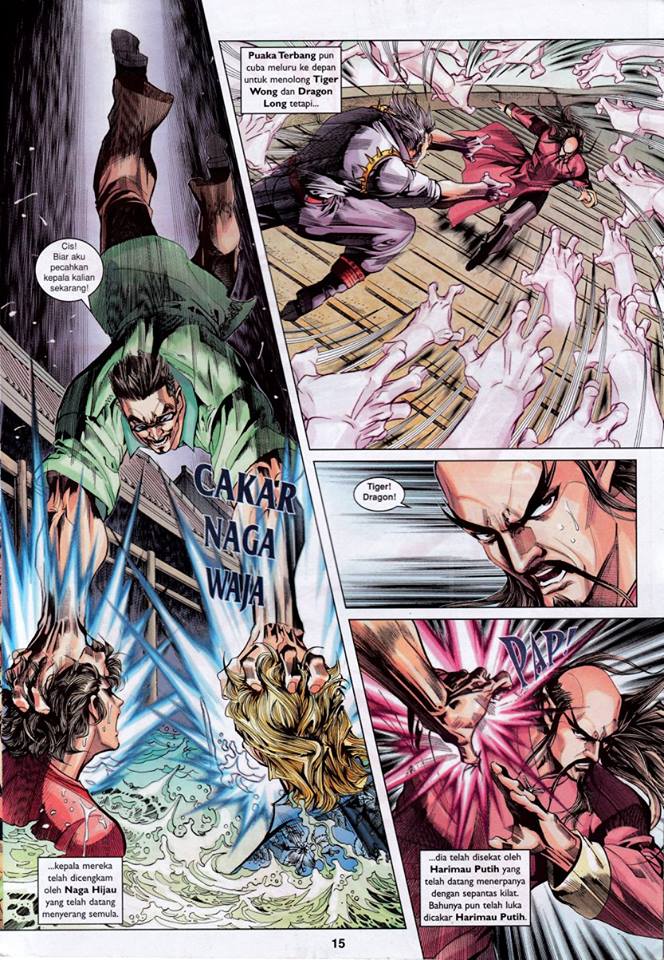 Cis!
Biar aku
pecahkan
kepala kalian
sekarang!
CAKAR
NAGA
WAJA
...kepala mereka
telah dicengkam
oleh Naga Hijau
yang telah datang
menyerang semula.
Puaka Terbang pun
cuba meluru ke depan
untuk menolong Tiger
Wong dan Dragon
Long tetapi...
Tiger!
Dragon!
PAP!
...dia telah disekat oleh
Harimau Putih yang
telah datang menerpanya
dengan sepantas kilat.
Bahunya pun telah luka
dicakar Harimau Putih.
15